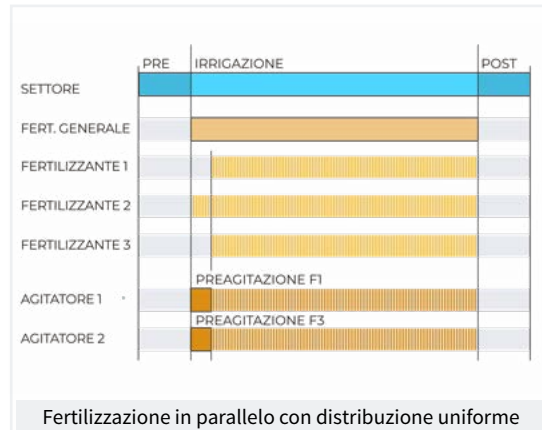 PRE IRRIGAZIONE POST
SETTORE
FERT. GENERALE
FERTILIZZANTE 1
FERTILIZZANTE 2
FERTILIZZANTE 3
PREAGITAZIONE F1
AGITATORE 1
PREAGITAZIONE F3
AGITATORE 2
Fertilizzazione in parallelo con distribuzione uniforme